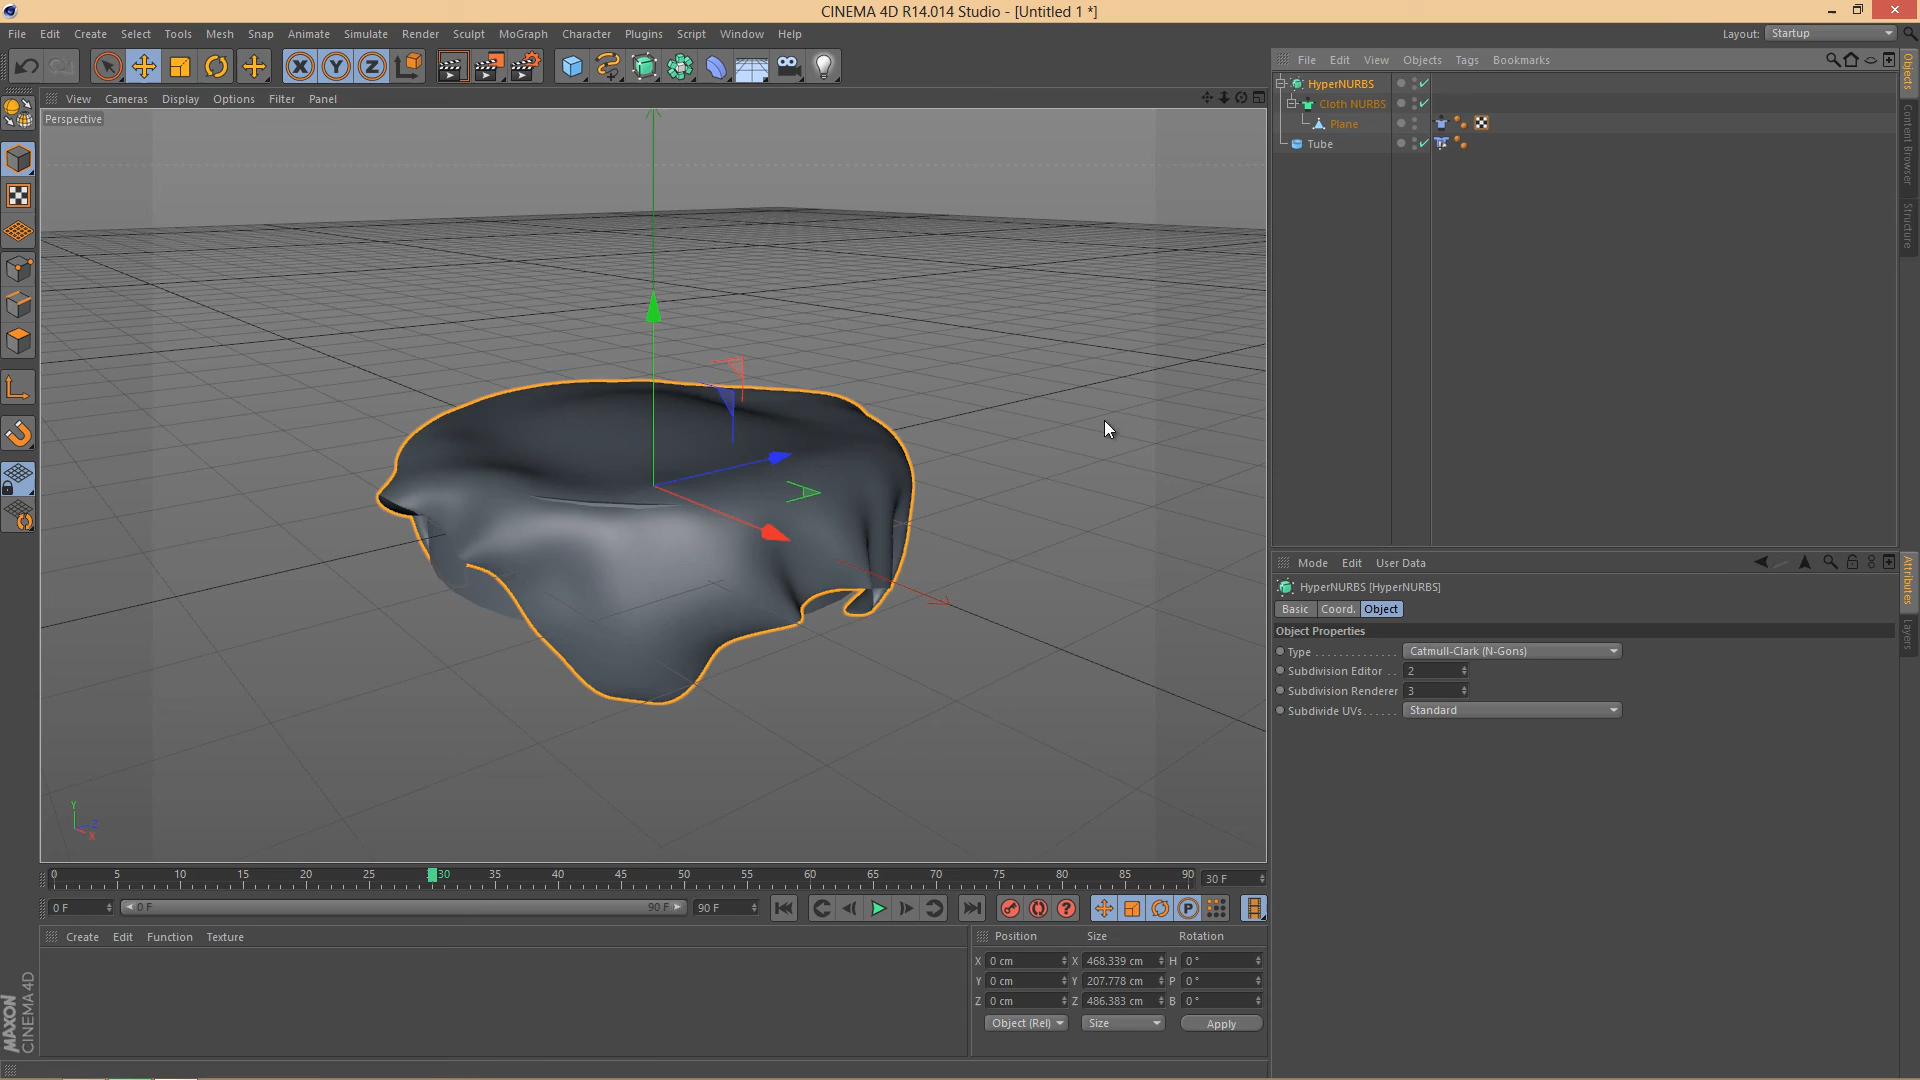 CINEMA 4D R14.014 Studio - [Untitled 1 *]
File Edit Create Select Tools Mesh Snap Animate Simulate Render Sculpt MoGraph Character Plugins Script Window Help
Layout: Startup
View Cameras Display Options Filter Panel
Perspective
File Edit View Objects Tags Bookmarks
HyperNURBS
Cloth NURBS
Plane
Tube
Objects
Content Browser
Structure
Mode Edit User Data
HyperNURBS [HyperNURBS]
Basic Coord. Object
Object Properties
Type . . . . . . . . . . . . . . Catmull-Clark (N-Gons)
Subdivision Editor . . 2
Subdivision Renderer 3
Subdivide UVs. . . . . . Standard
Attributes
Layers
Y
Z
X
0 5 10 15 20 25 30 35 40 45 50 55 60 65 70 75 80 85 90 30 F
0 F 0 F 90 F 90 F
Create Edit Function Texture
Position Size Rotation
X 0 cm X 468.339 cm H 0 °
Y 0 cm Y 207.778 cm P 0 °
Z 0 cm Z 486.383 cm B 0 °
Object (Rel) Size Apply
MAXON
CINEMA 4D